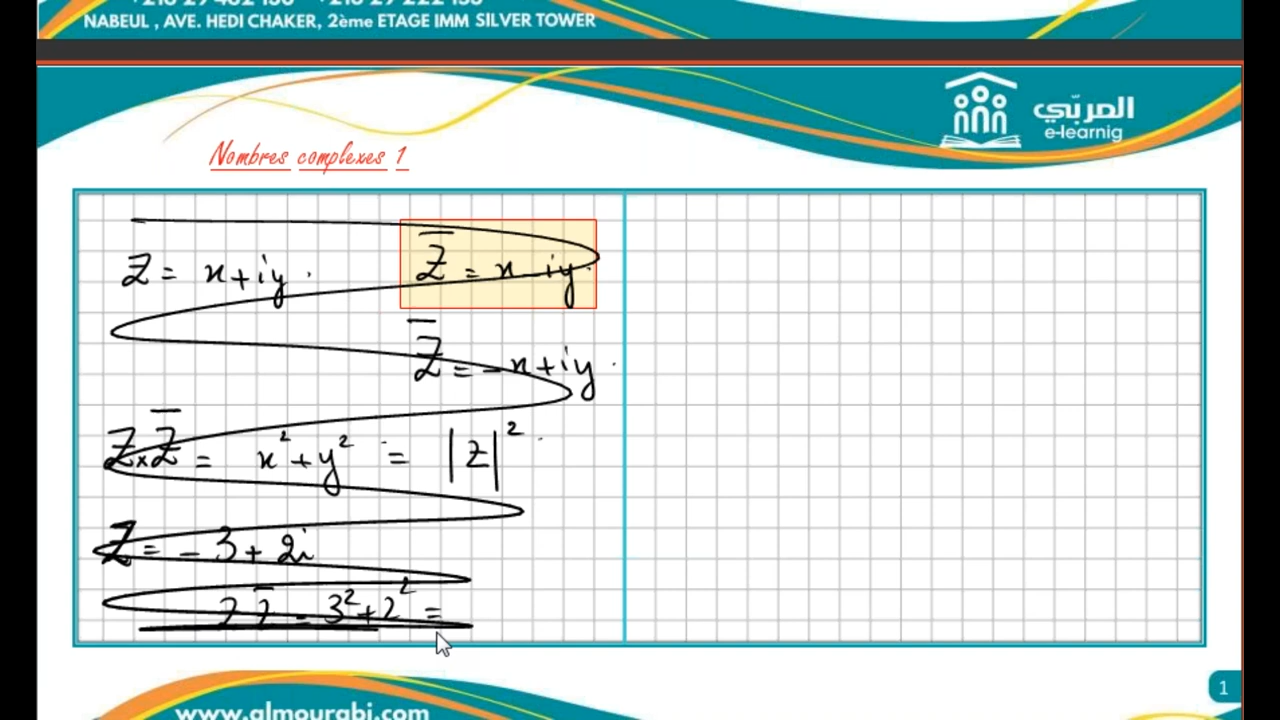 NABEUL , AVE. HEDI CHAKER, 2ème ETAGE IMM SILVER TOWER
المربّي
e-learnig
Nombres complexes 1
Z = x+iy. Z̅ = x-iy.
Z̅ = -x+iy.
Z×Z̅ = x²+y² = |Z|².
Z = -3+2i
Z Z̅ = 3²+2² =
1
www.almourabi.com